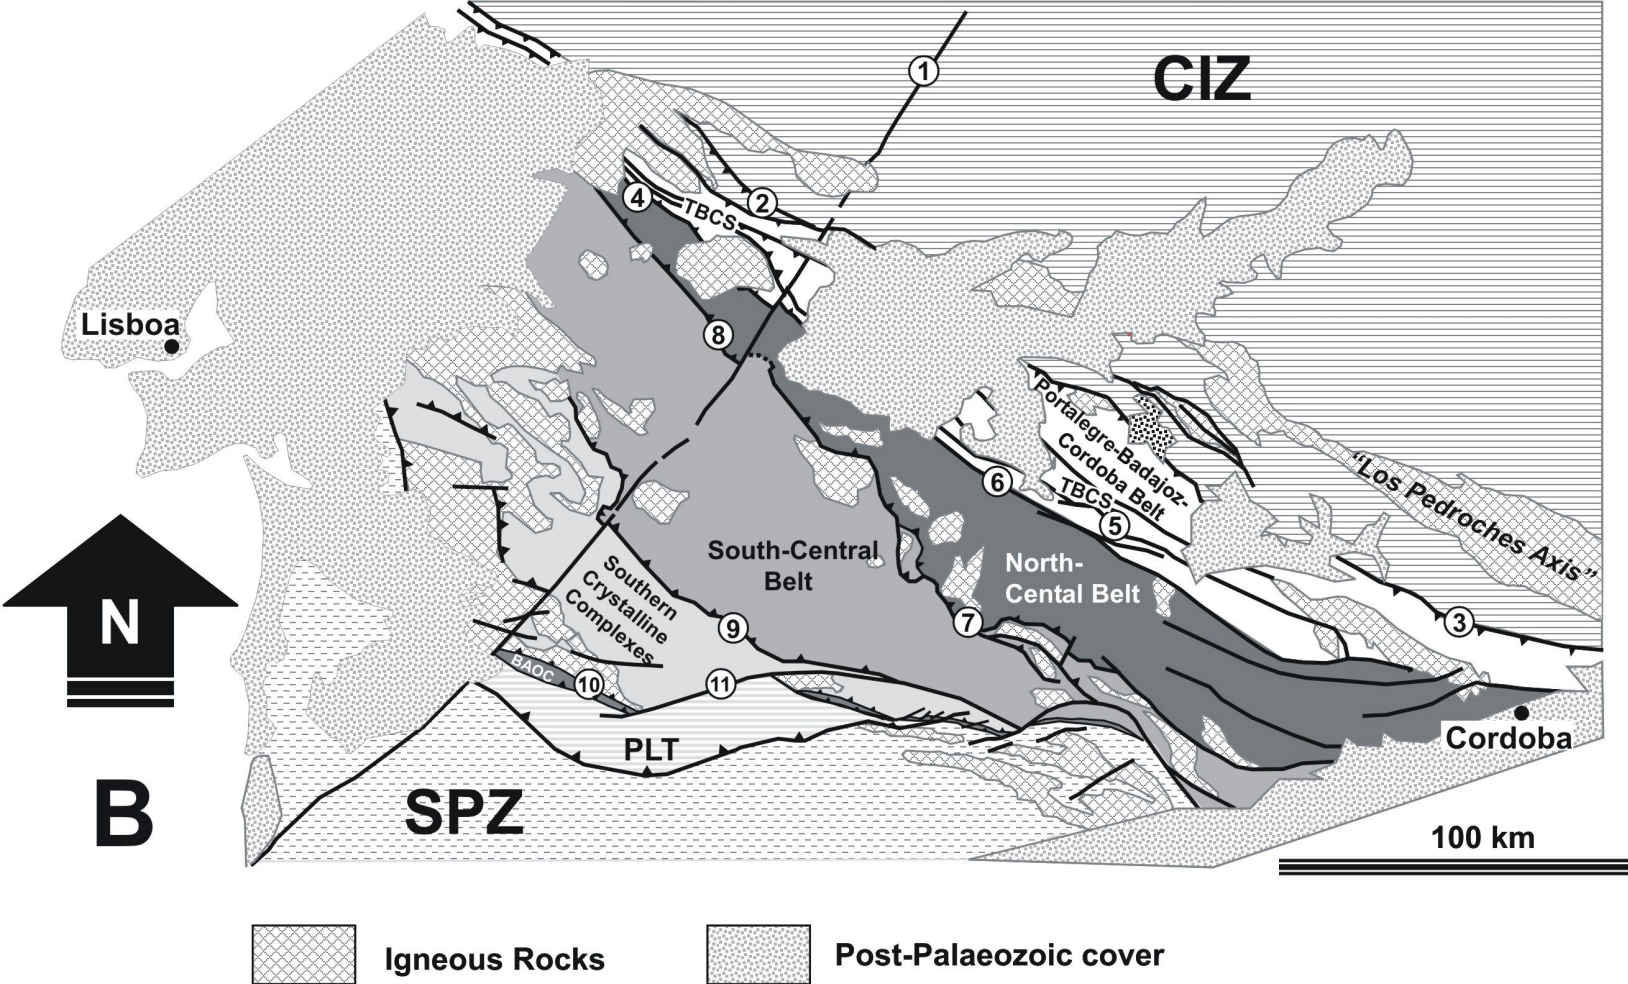 CIZ
1
2
4
TBCS
Lisboa
8
Portalegre-Badajoz-
Cordoba Belt
"Los Pedroches Axis"
6
TBCS
5
South-Central
Belt
North-
Cental Belt
Southern
Crystalline
Complexes
N
9
7
3
BAOC
10
11
Cordoba
PLT
SPZ
B
100 km
Igneous Rocks
Post-Palaeozoic cover